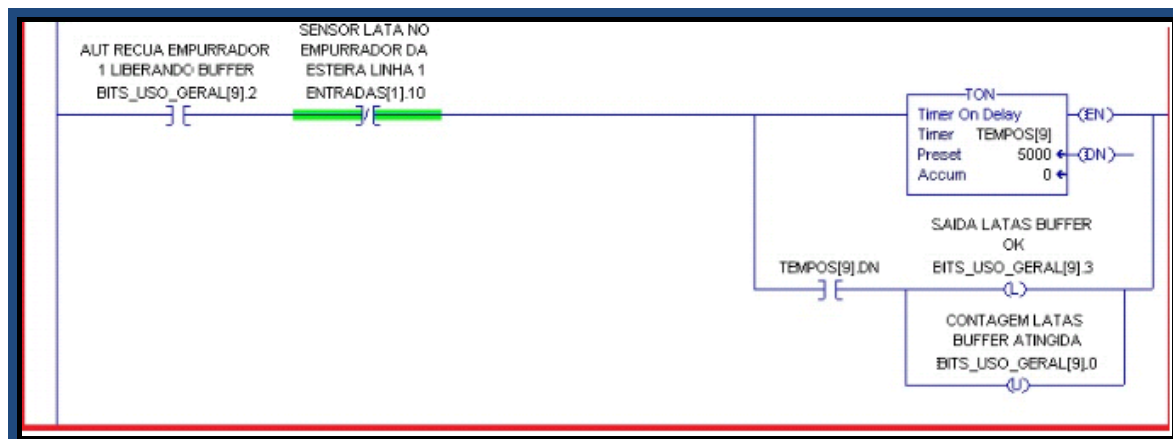 AUT RECUA EMPURRADOR
1 LIBERANDO BUFFER
BITS_USO_GERAL[9].2
SENSOR LATA NO
EMPURRADOR DA
ESTEIRA LINHA 1
ENTRADAS[1].10
TON
Timer On Delay
Timer TEMPOS[9]
Preset 5000
Accum 0
EN
DN
TEMPOS[9].DN
SAIDA LATAS BUFFER
OK
BITS_USO_GERAL[9].3
L
CONTAGEM LATAS
BUFFER ATINGIDA
BITS_USO_GERAL[9].0
U